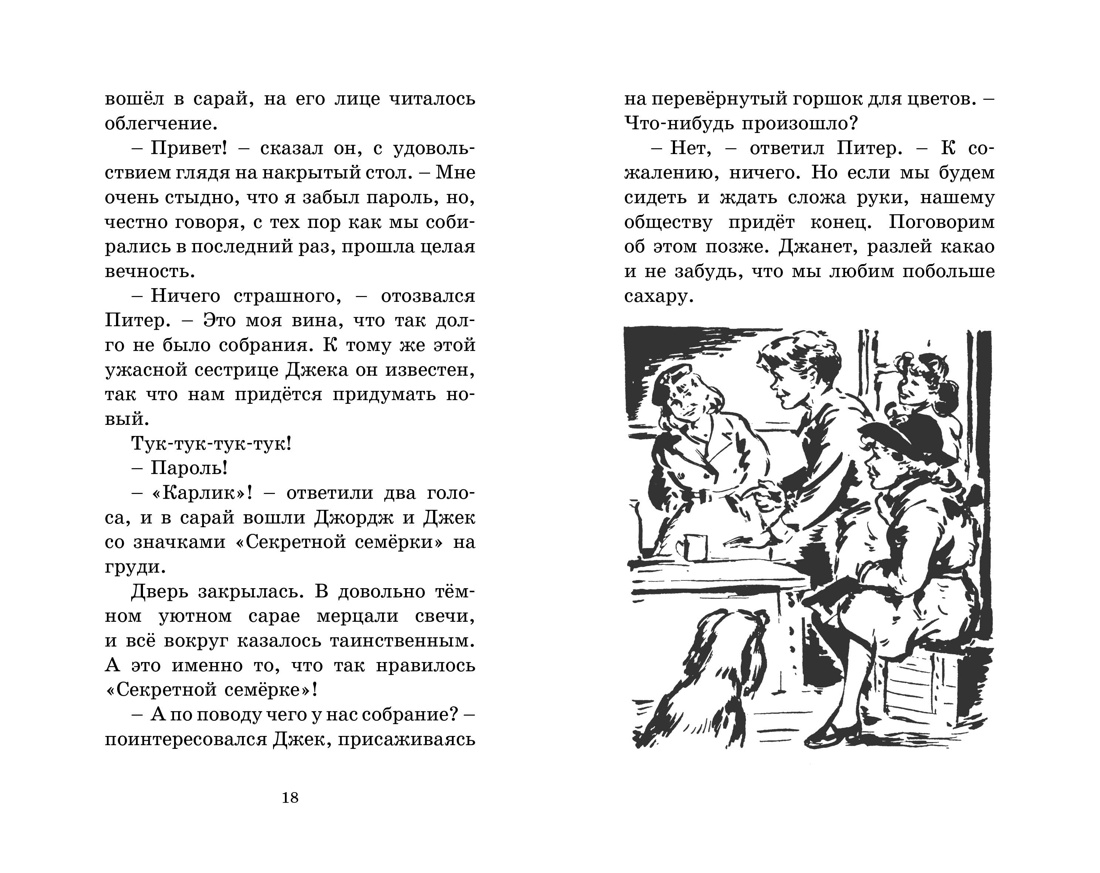 вошёл в сарай, на его лице читалось
облегчение.
– Привет! – сказал он, с удоволь-
ствием глядя на накрытый стол. – Мне
очень стыдно, что я забыл пароль, но,
честно говоря, с тех пор как мы соби-
рались в последний раз, прошла целая
вечность.
– Ничего страшного, – отозвался
Питер. – Это моя вина, что так дол-
го не было собрания. К тому же этой
ужасной сестрице Джека он известен,
так что нам придётся придумать но-
вый.
Тук-тук-тук-тук!
– Пароль!
– «Карлик»! – ответили два голо-
са, и в сарай вошли Джордж и Джек
со значками «Секретной семёрки» на
груди.
Дверь закрылась. В довольно тём-
ном уютном сарае мерцали свечи,
и всё вокруг казалось таинственным.
А это именно то, что так нравилось
«Секретной семёрке»!
– А по поводу чего у нас собрание? –
поинтересовался Джек, присаживаясь
18
на перевёрнутый горшок для цветов. –
Что-нибудь произошло?
– Нет, – ответил Питер. – К со-
жалению, ничего. Но если мы будем
сидеть и ждать сложа руки, нашему
обществу придёт конец. Поговорим
об этом позже. Джанет, разлей какао
и не забудь, что мы любим побольше
сахару.